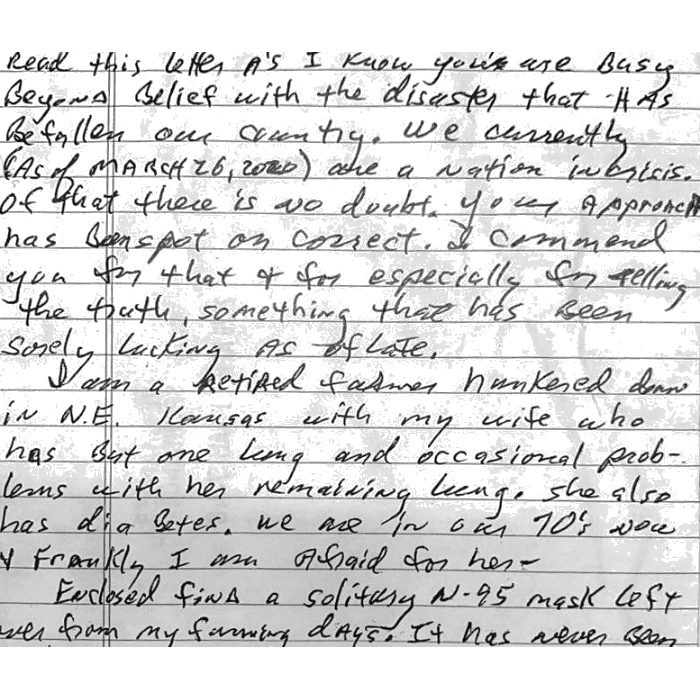 Read this letter As I Know you're are Busy
Beyond Belief with the disaster that HAS
Befallen our country. We currently
(As of MARCH 26, 2020) are a Nation in crisis.
Of that there is no doubt. your Approach
has Been spot on correct. I commend
you for that & for especially for telling
the truth, something that has Been
sorely lacking As of Late.
I am a Retired farmer hunkered down
in N.E. Kansas with my wife who
has But one lung and occasional prob-
lems with her remaining lung. She also
has diaBetes. We are in our 70's now
& Frankly I am Afraid for her-
Enclosed find a solitary N-95 mask Left
over from my farming days. It has never Been